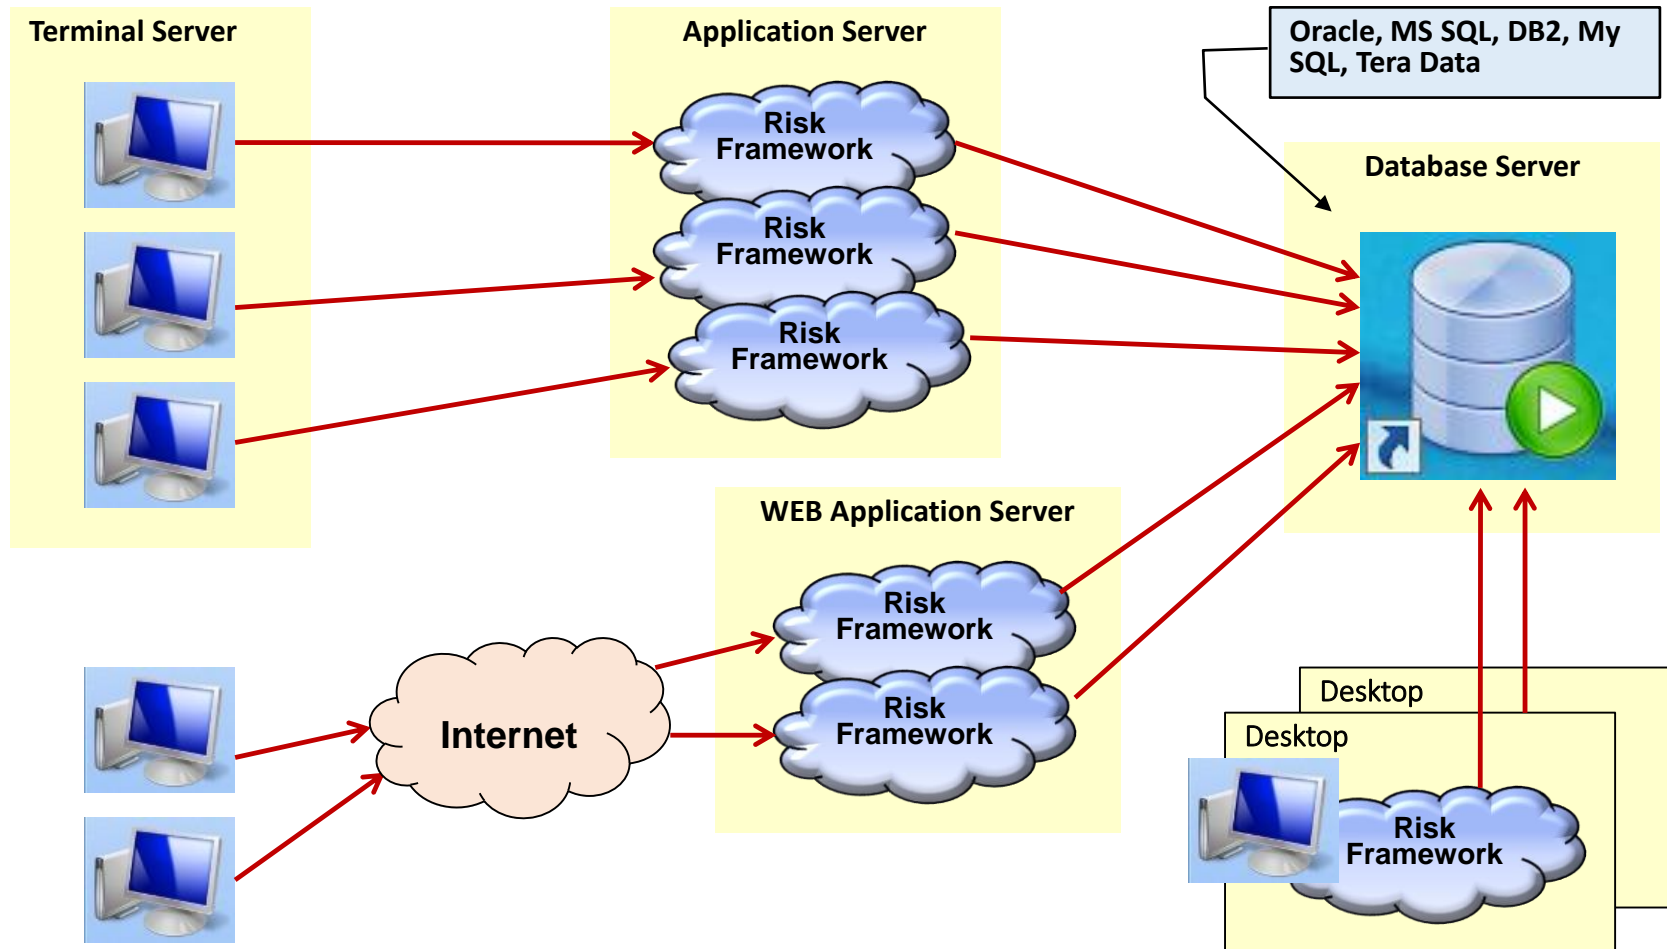 Terminal Server
Application Server
Oracle, MS SQL, DB2, My
SQL, Tera Data
Risk
Framework
Database Server
Risk
Framework
Risk
Framework
WEB Application Server
Risk
Framework
Internet
Risk
Framework
Desktop
Desktop
Risk
Framework